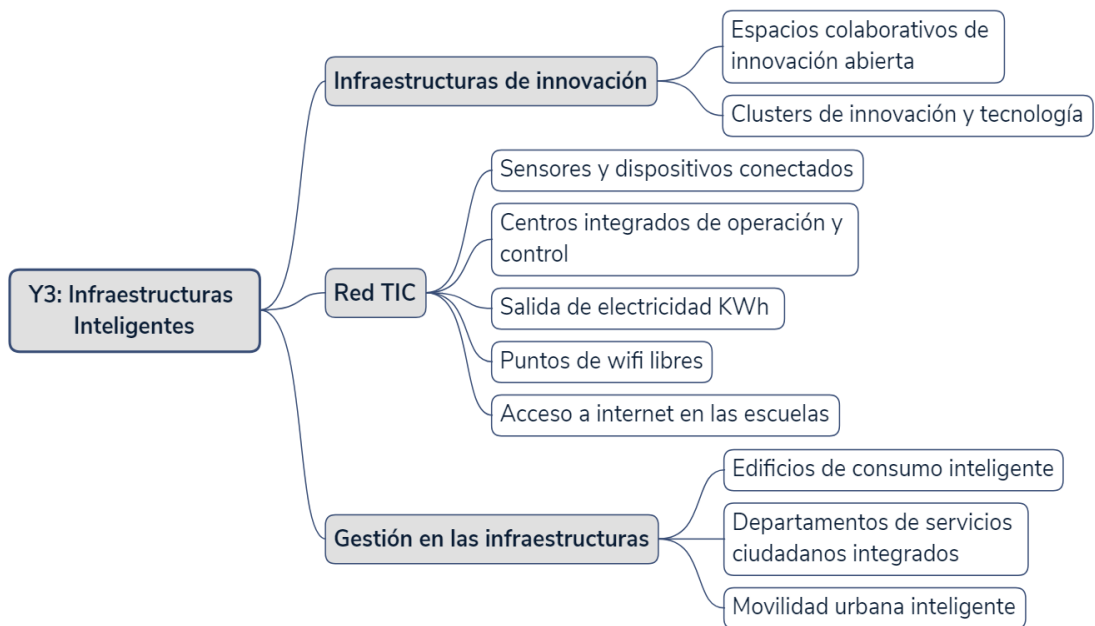 Espacios colaborativos de
innovación abierta
Infraestructuras de innovación
Clusters de innovación y tecnología
Sensores y dispositivos conectados
Centros integrados de operación y
control
Y3: Infraestructuras
Inteligentes
Red TIC
Salida de electricidad KWh
Puntos de wifi libres
Acceso a internet en las escuelas
Edificios de consumo inteligente
Gestión en las infraestructuras
Departamentos de servicios
ciudadanos integrados
Movilidad urbana inteligente